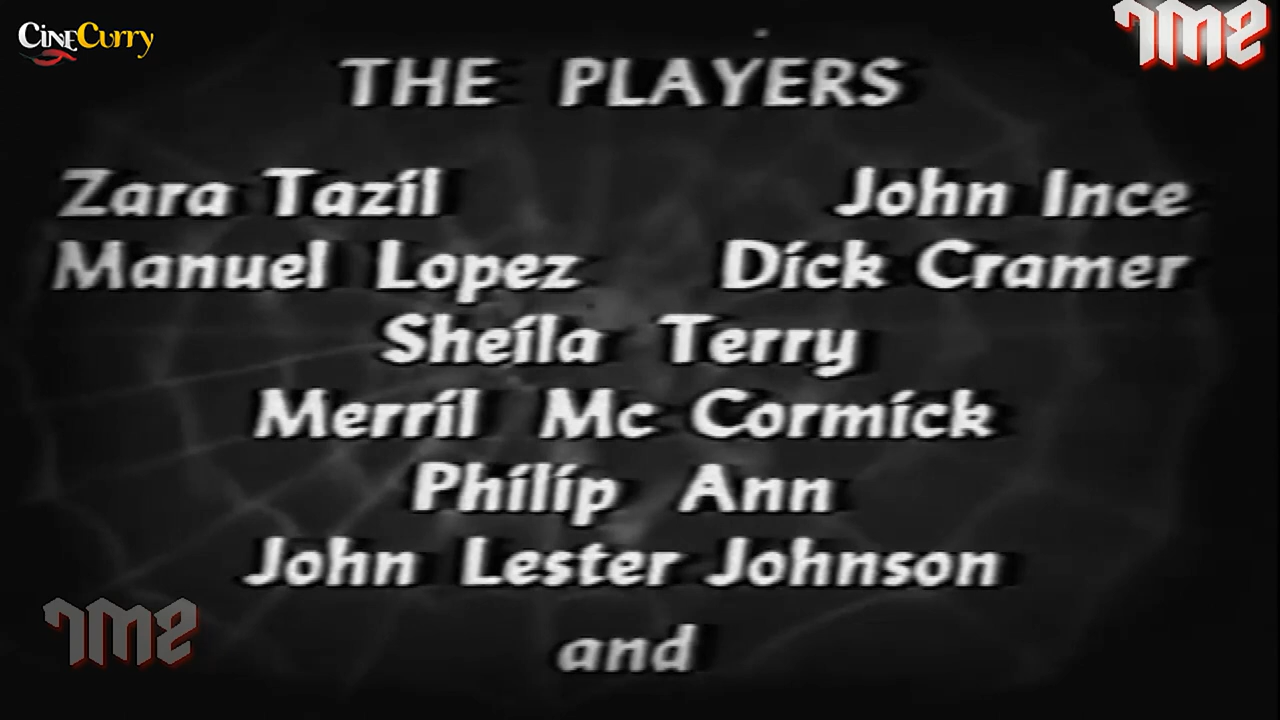 CineCurry
THE PLAYERS
Zara Tazil John Ince
Manuel Lopez Dick Cramer
Sheila Terry
Merril Mc Cormick
Philip Ann
John Lester Johnson
and